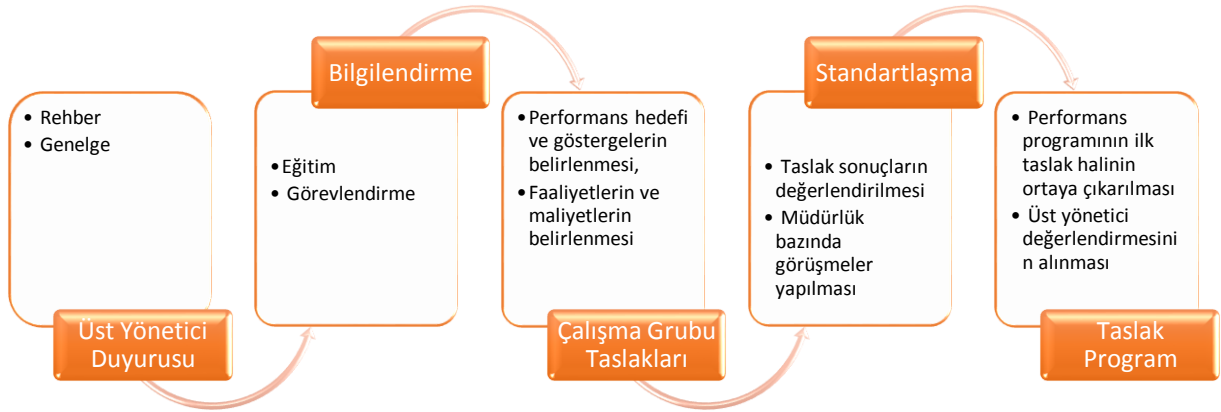 • Rehber
• Genelge
Üst Yönetici
Duyurusu
Bilgilendirme
•Eğitim
• Görevlendirme
•Performans hedefi
ve göstergelerin
belirlenmesi,
•Faaliyetlerin ve
maliyetlerin
belirlenmesi
Çalışma Grubu
Taslakları
Standartlaşma
• Taslak sonuçların
değerlendirilmesi
• Müdürlük
bazında
görüşmeler
yapılması
• Performans
programının ilk
taslak halinin
ortaya çıkarılması
• Üst yönetici
değerlendirmesini
n alınması
Taslak
Program